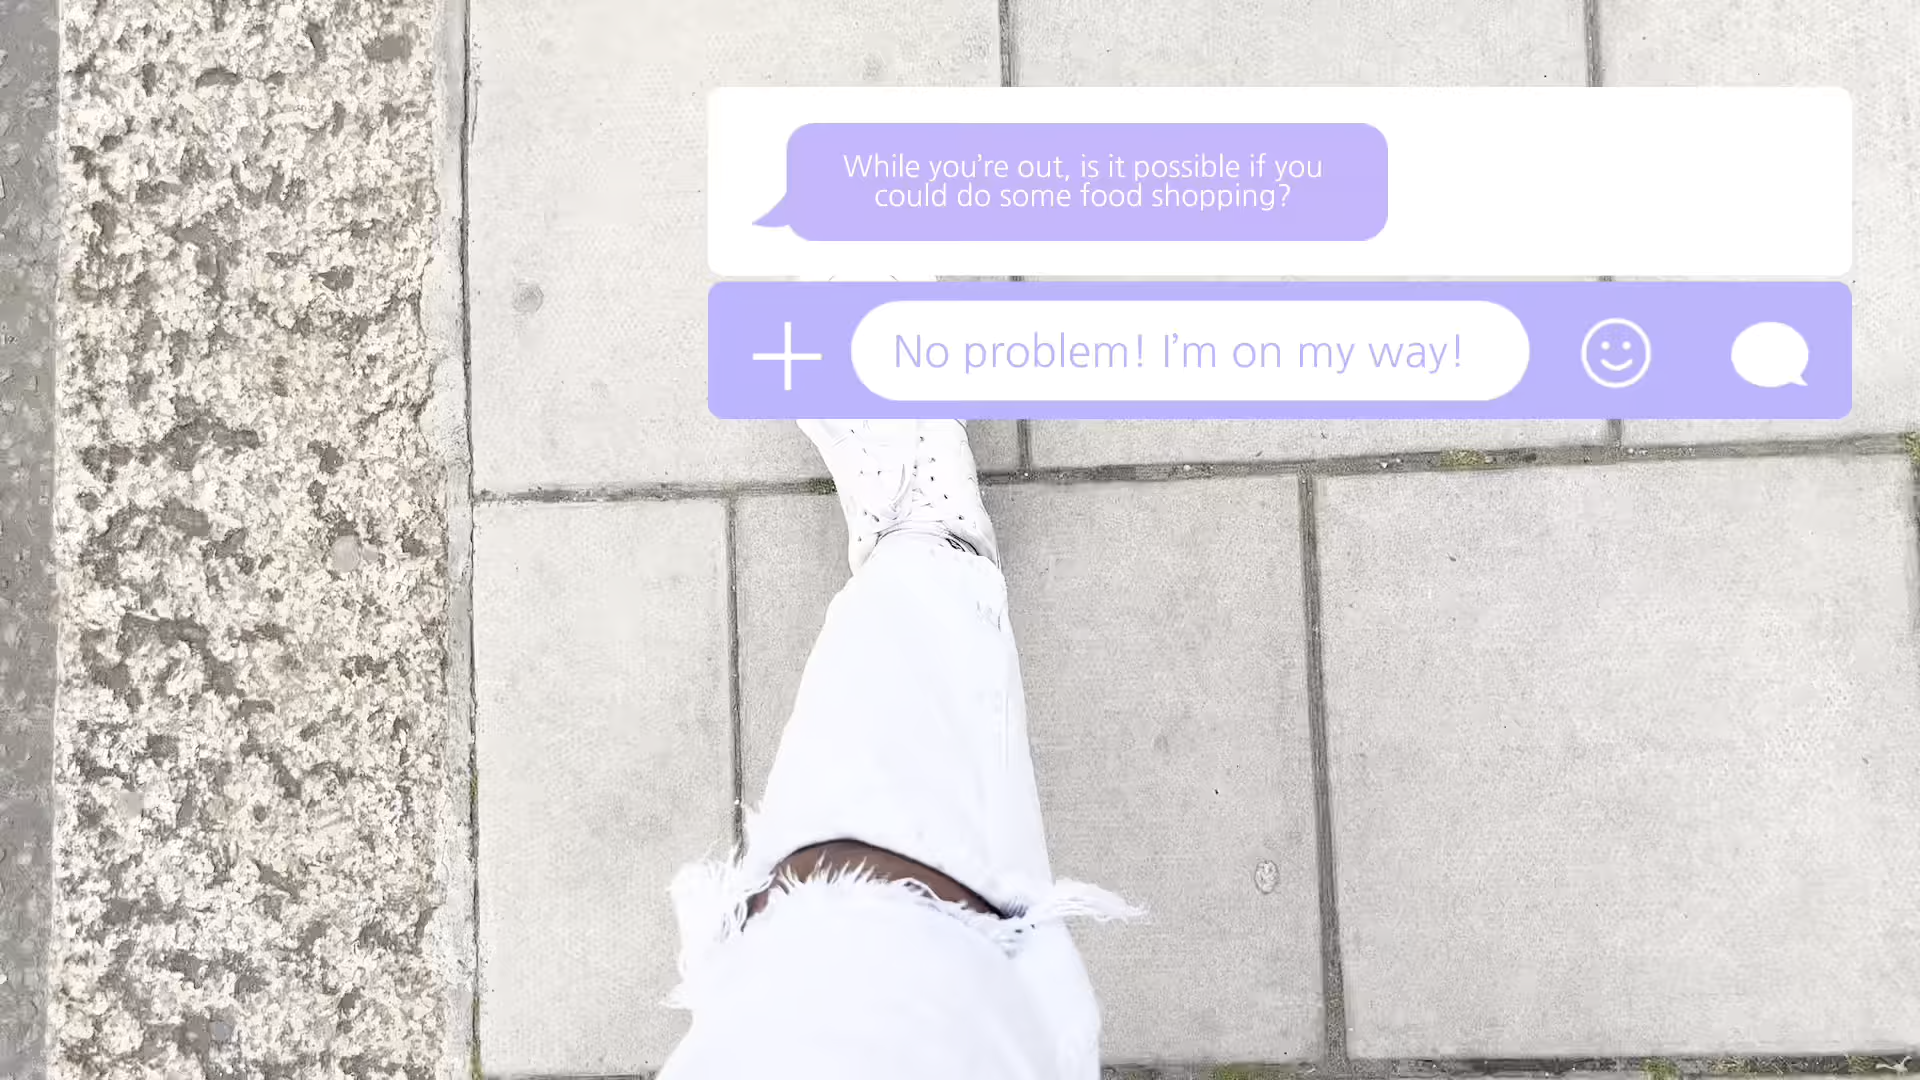 While you’re out, is it possible if you
could do some food shopping?
No problem! I’m on my way!